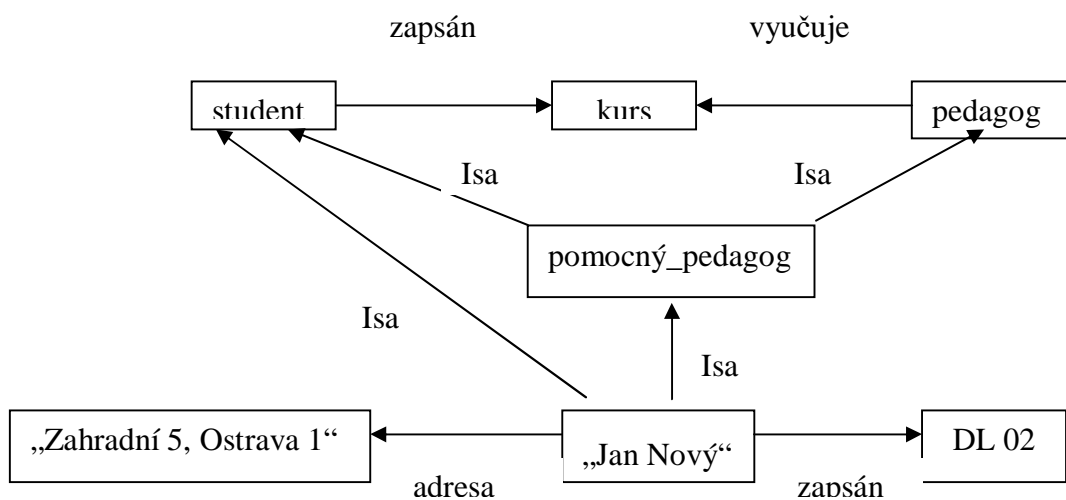 zapsán
vyučuje
student
kurs
pedagog
Isa
Isa
pomocný_pedagog
Isa
Isa
„Zahradní 5, Ostrava 1“
„Jan Nový“
DL 02
adresa
zapsán